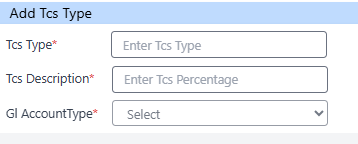 Add Tcs Type
Tcs Type* Enter Tcs Type
Tcs Description* Enter Tcs Percentage
Gl AccountType* Select